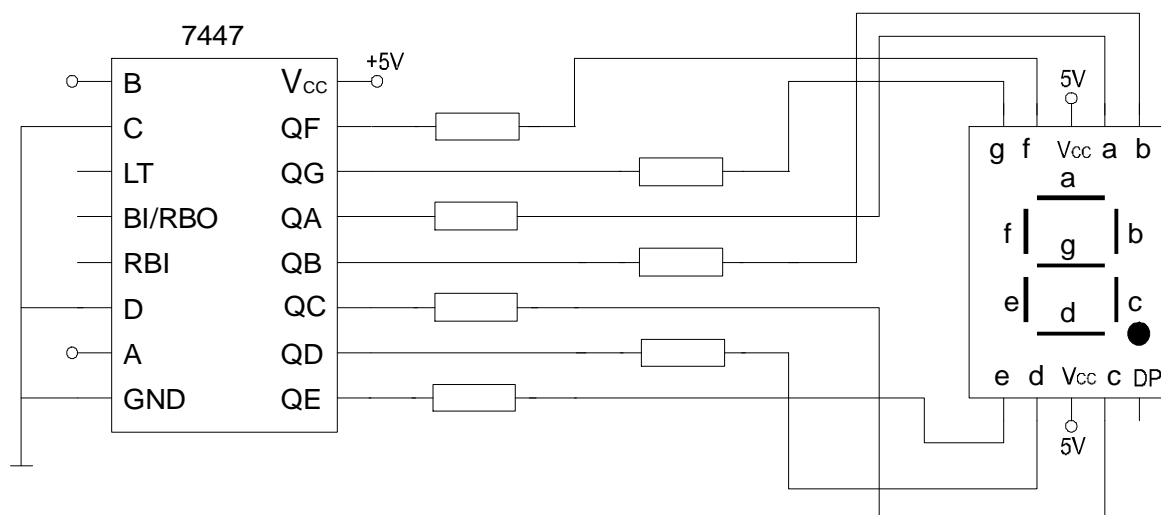 7447
B
C
LT
BI/RBO
RBI
D
A
GND
Vcc
QF
QG
QA
QB
QC
QD
QE
+5V
5V
g f Vcc a b
a
f
g
b
e
d
c
e d Vcc c DP
5V